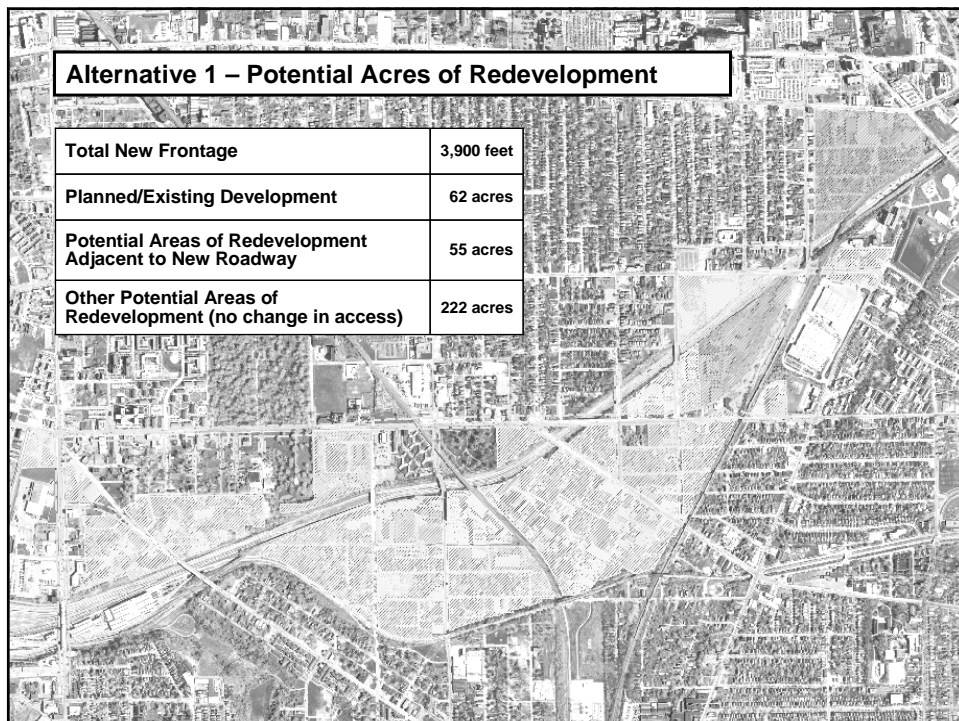 Alternative 1 – Potential Acres of Redevelopment
Total New Frontage
3,900 feet
Planned/Existing Development
62 acres
Potential Areas of Redevelopment
Adjacent to New Roadway
55 acres
Other Potential Areas of
Redevelopment (no change in access)
222 acres